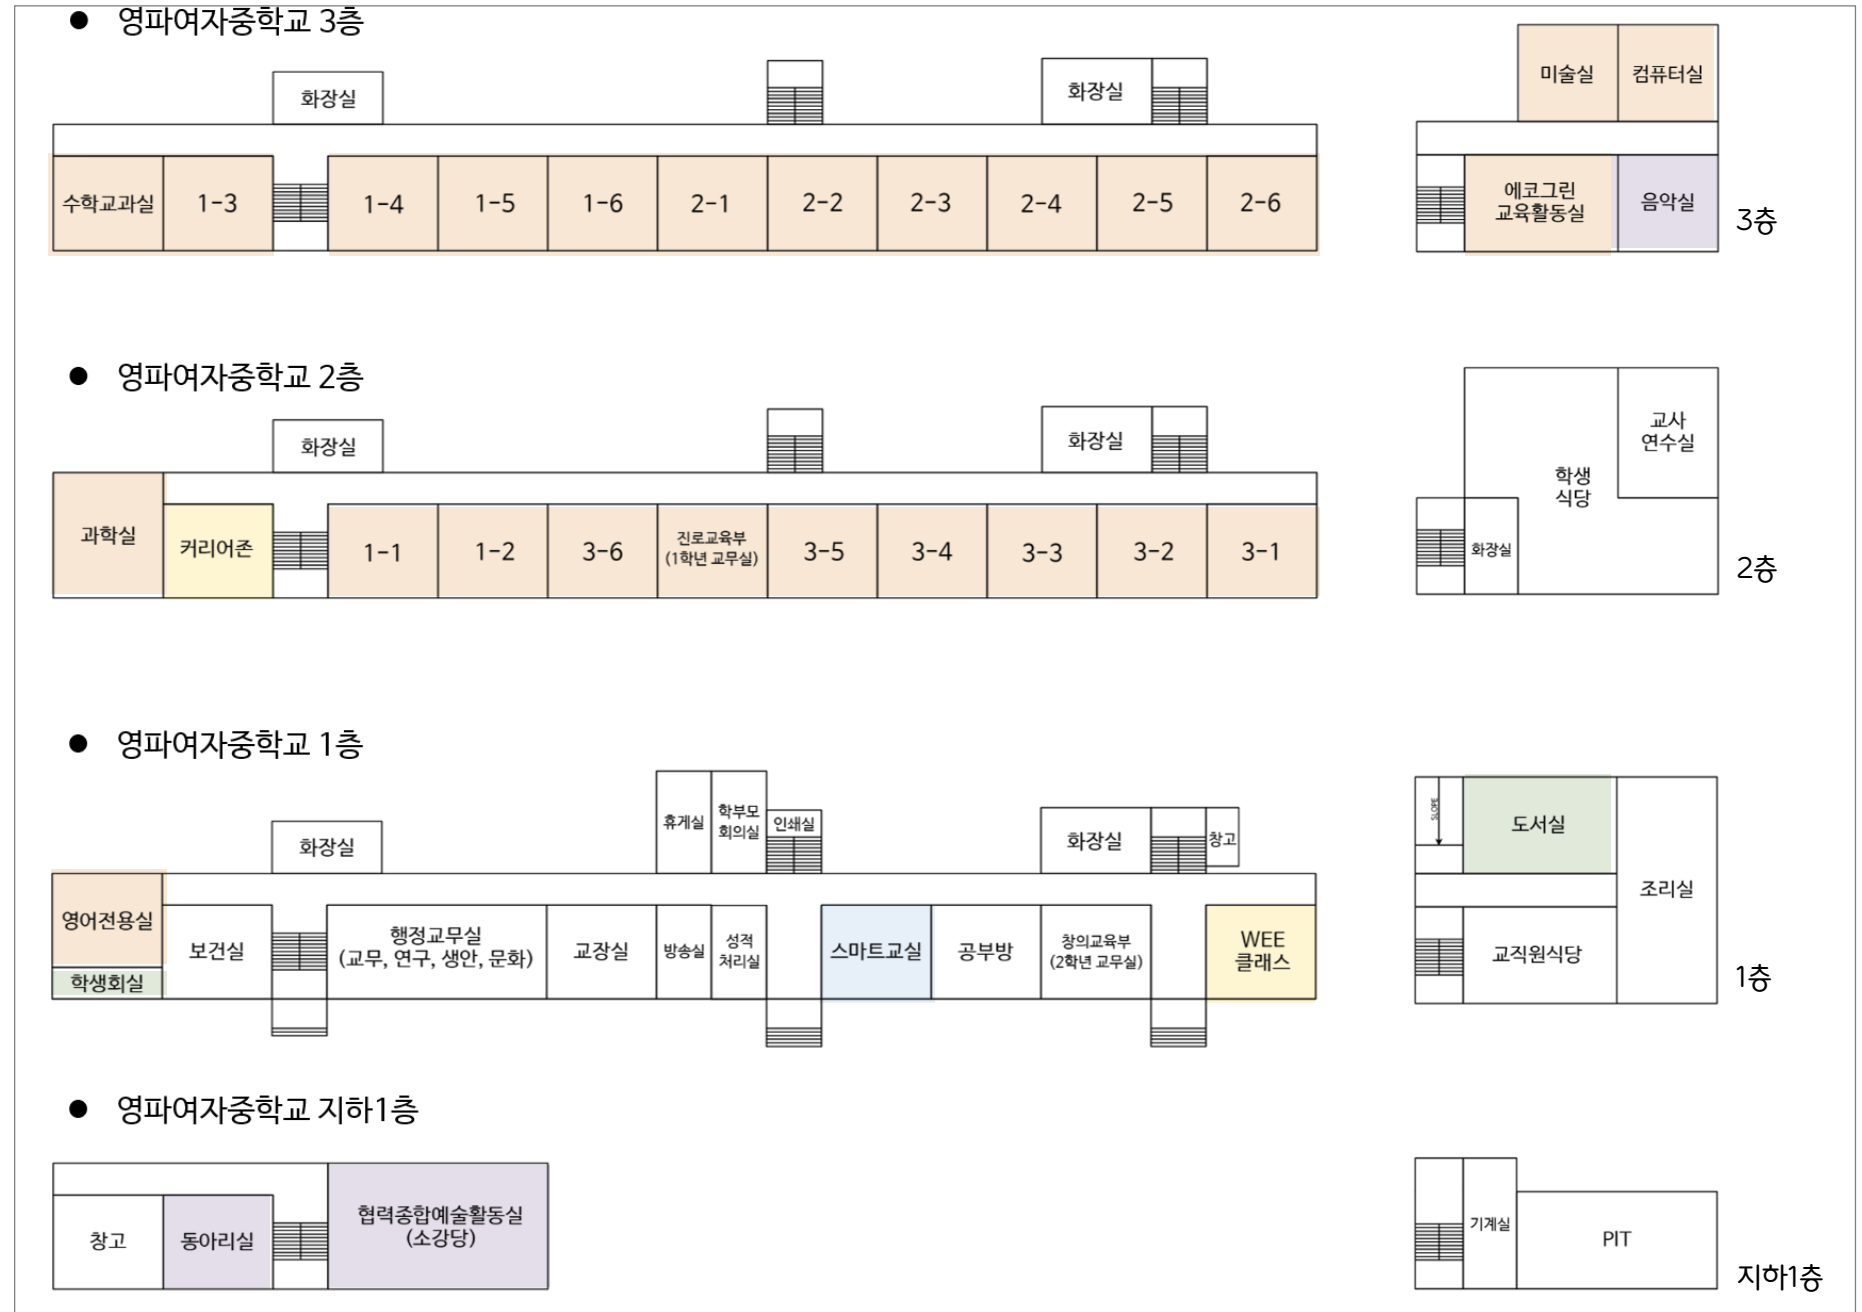 ● 영파여자중학교 3층
화장실
화장실
수학교과실
1-3
1-4
1-5
1-6
2-1
2-2
2-3
2-4
2-5
2-6
미술실
컴퓨터실
에코그린
교육활동실
음악실
3층
● 영파여자중학교 2층
화장실
화장실
과학실
커리어존
1-1
1-2
3-6
진로교육부
(1학년 교무실)
3-5
3-4
3-3
3-2
3-1
교사
연수실
학생
식당
화장실
2층
● 영파여자중학교 1층
화장실
휴게실
학부모
회의실
인쇄실
화장실
창고
영어전용실
학생회실
보건실
행정교무실
(교무, 연구, 생안, 문화)
교장실
방송실
성적
처리실
스마트교실
공부방
창의교육부
(2학년 교무실)
WEE
클래스
SLOPE
도서실
조리실
교직원식당
1층
● 영파여자중학교 지하1층
창고
동아리실
협력종합예술활동실
(소강당)
기계실
PIT
지하1층